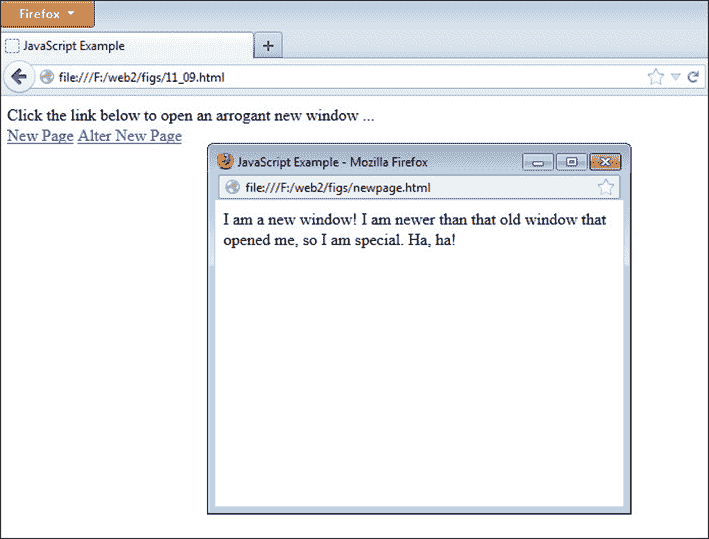 Firefox
JavaScript Example
file:///F:/web2/figs/11_09.html
Click the link below to open an arrogant new window ...
New Page Alter New Page
JavaScript Example - Mozilla Firefox
file:///F:/web2/figs/newpage.html
I am a new window! I am newer than that old window that
opened me, so I am special. Ha, ha!